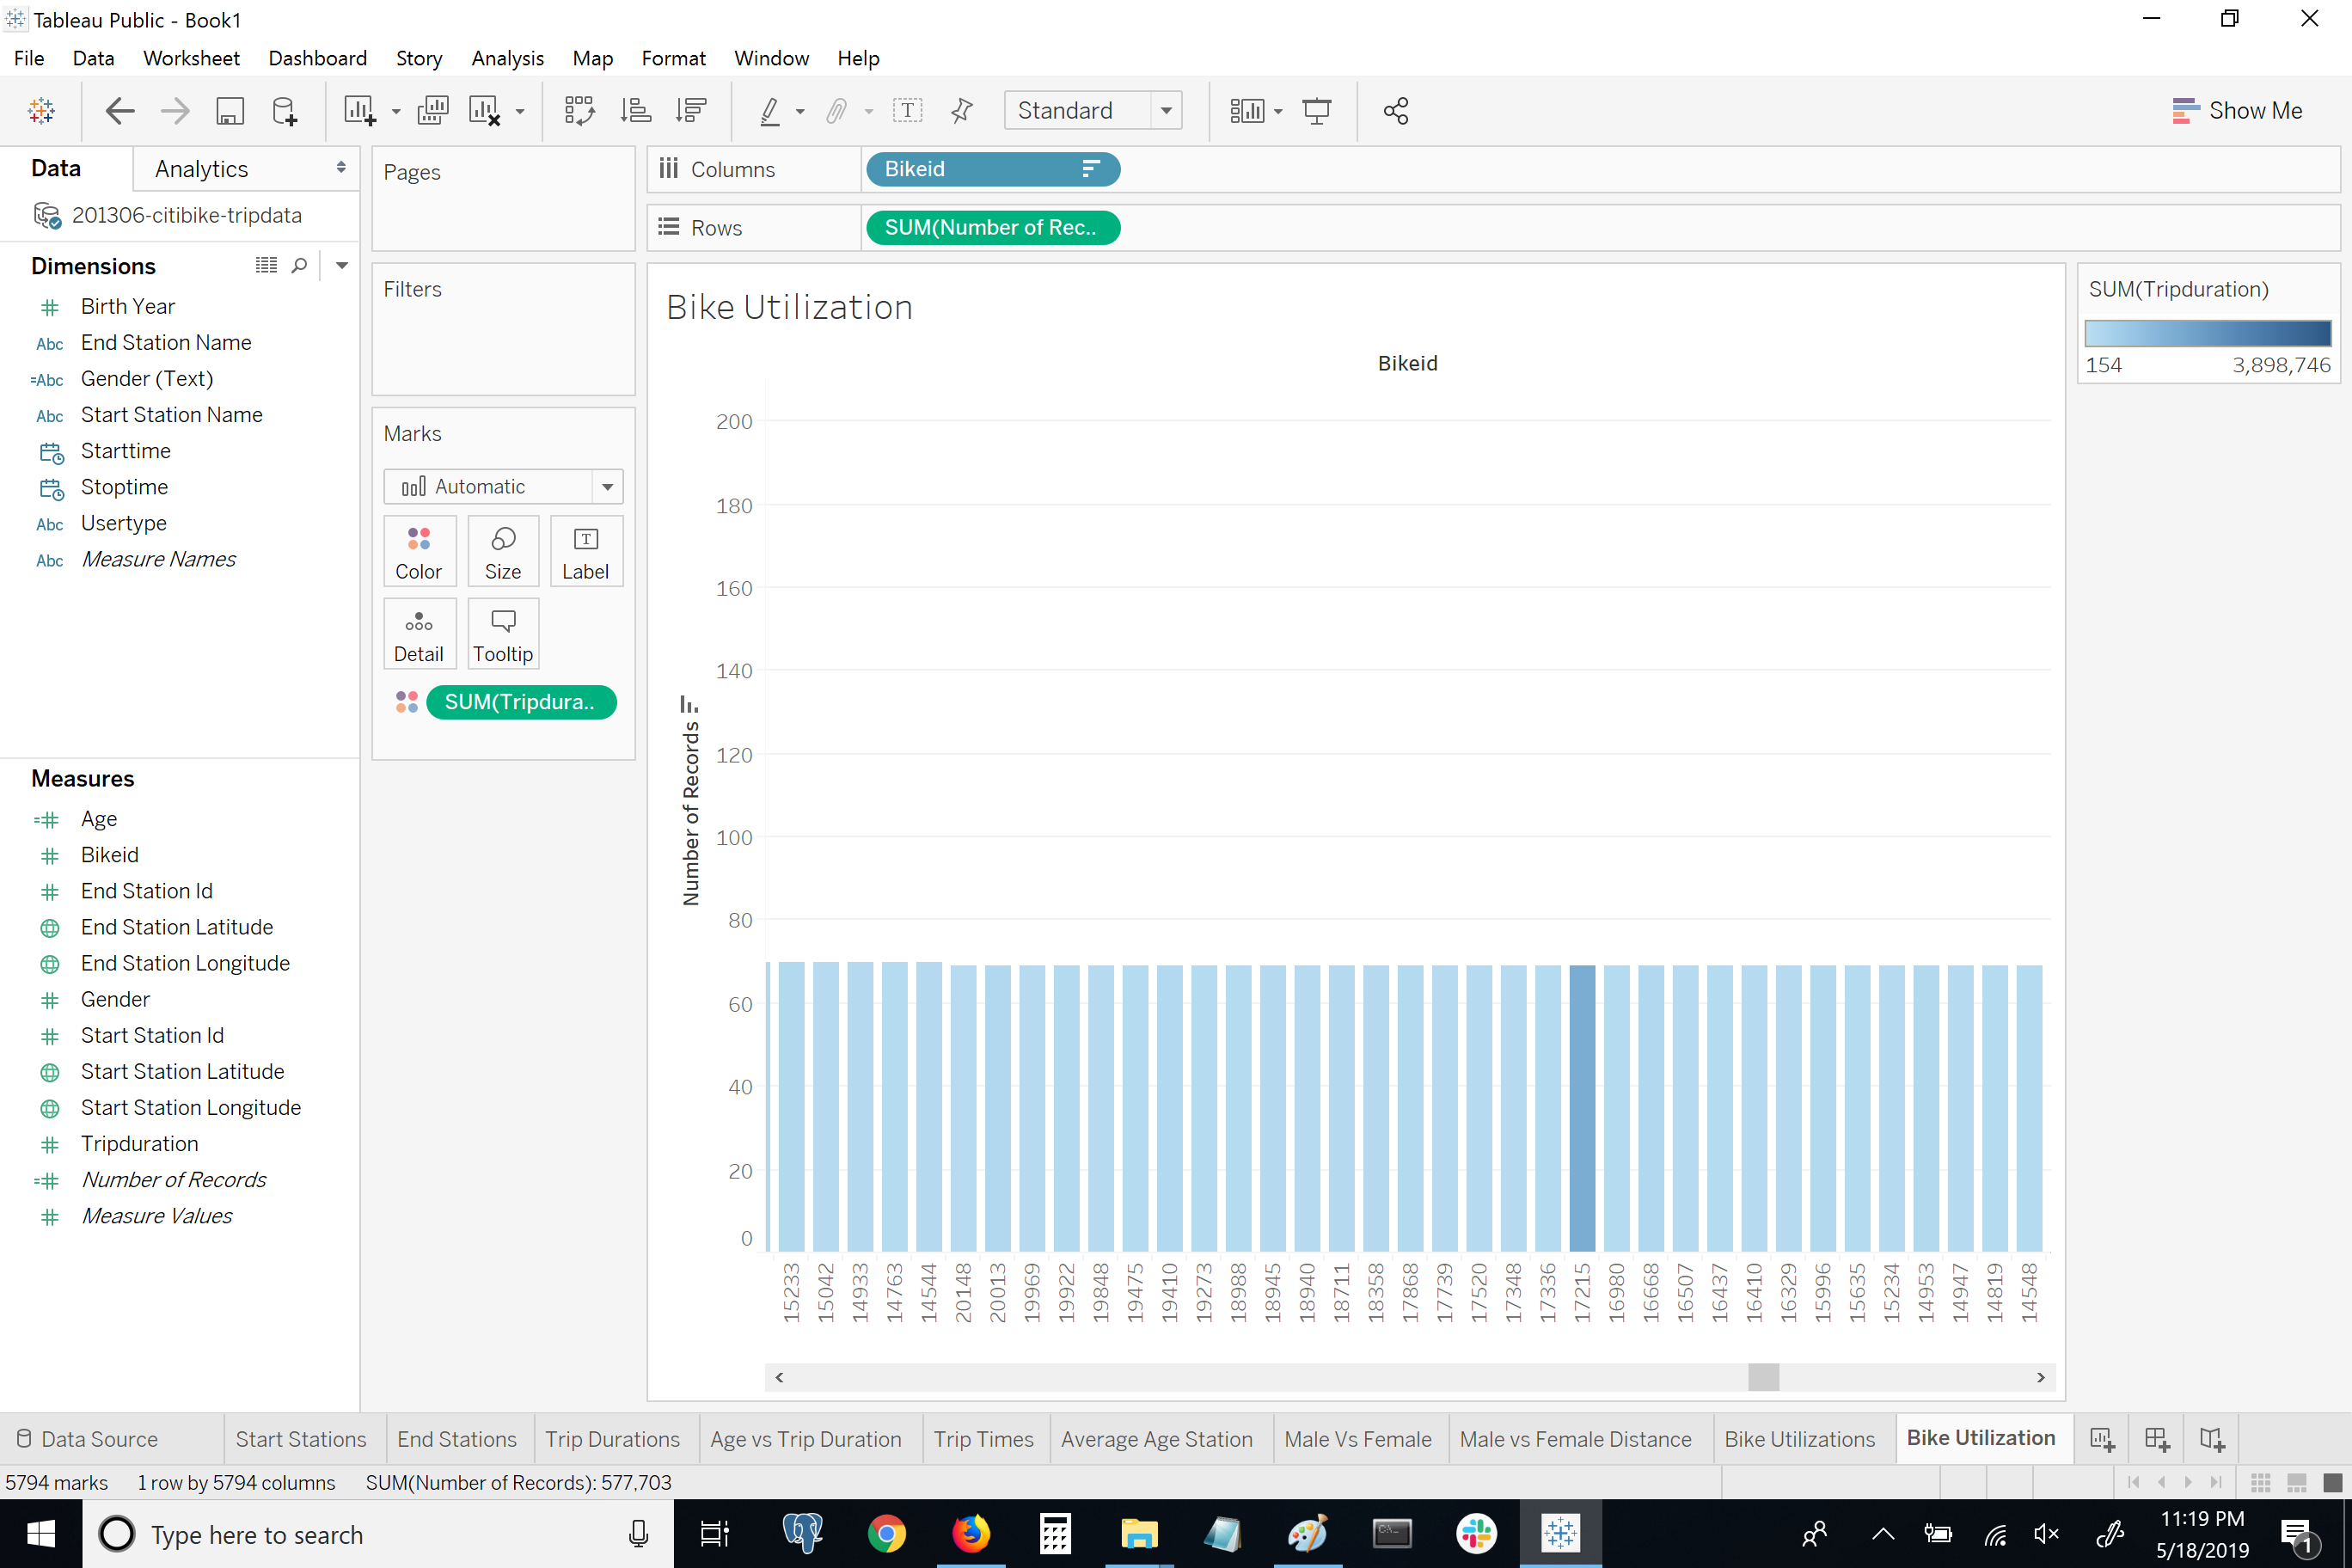 Tableau Public - Book1
File Data Worksheet Dashboard Story Analysis Map Format Window Help
Standard
Show Me
Data Analytics
201306-citibike-tripdata
Dimensions
Birth Year
Abc End Station Name
=Abc Gender (Text)
Abc Start Station Name
Starttime
Stoptime
Abc Usertype
Abc Measure Names
Measures
Age
Bikeid
End Station Id
End Station Latitude
End Station Longitude
Gender
Start Station Id
Start Station Latitude
Start Station Longitude
Tripduration
Number of Records
Measure Values
Pages
Filters
Marks
Automatic
Color Size Label
Detail Tooltip
SUM(Tripdura..
Columns Bikeid
Rows SUM(Number of Rec..
Bike Utilization
Bikeid
Number of Records
200
180
160
140
120
100
80
60
40
20
0
15233 15042 14933 14763 14544 20148 20013 19969 19922 19848 19475 19410 19273 18988 18945 18940 18711 18358 17868 17739 17520 17348 17336 17215 16980 16668 16507 16437 16410 16329 15996 15635 15234 14953 14947 14819 14548
SUM(Tripduration)
154 3,898,746
Data Source Start Stations End Stations Trip Durations Age vs Trip Duration Trip Times Average Age Station Male Vs Female Male vs Female Distance Bike Utilizations Bike Utilization
5794 marks 1 row by 5794 columns SUM(Number of Records): 577,703
Type here to search
11:19 PM
5/18/2019
1